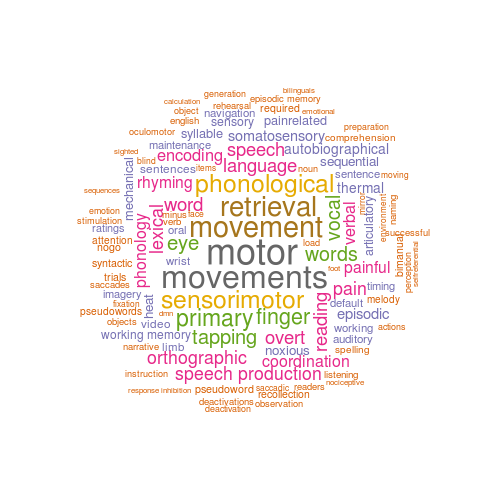 bilinguals
generation
calculation
rehearsal
episodic memory
object
navigation
required
emotional
english
sensory
painrelated
preparation
oculomotor
syllable
somatosensory
comprehension
maintenance
speech
autobiographical
sighted
encoding
language
sequential
blind
sentences
items
noun
sentence
moving
mechanical
rhyming
phonological
thermal
sequences
word
retrieval
vocal
verbal
mirror
environment
naming
emotion
lexical
minus
face
movement
articulatory
stimulation
verb
successful
ratings
phonology
oral
attention
eye
motor
load
words
bimanual
nogo
perception
selfreferential
syntactic
wrist
foot
painful
trials
movements
saccades
pain
timing
imagery
heat
sensorimotor
default
melody
fixation
pseudowords
dmn
primary
finger
reading
episodic
objects
video
working
actions
working memory
limb
tapping
overt
auditory
narrative
noxious
spelling
orthographic
coordination
instruction
speech production
listening
nociceptive
response inhibition
pseudoword
saccadic
readers
recollection
deactivations
observation
deactivation